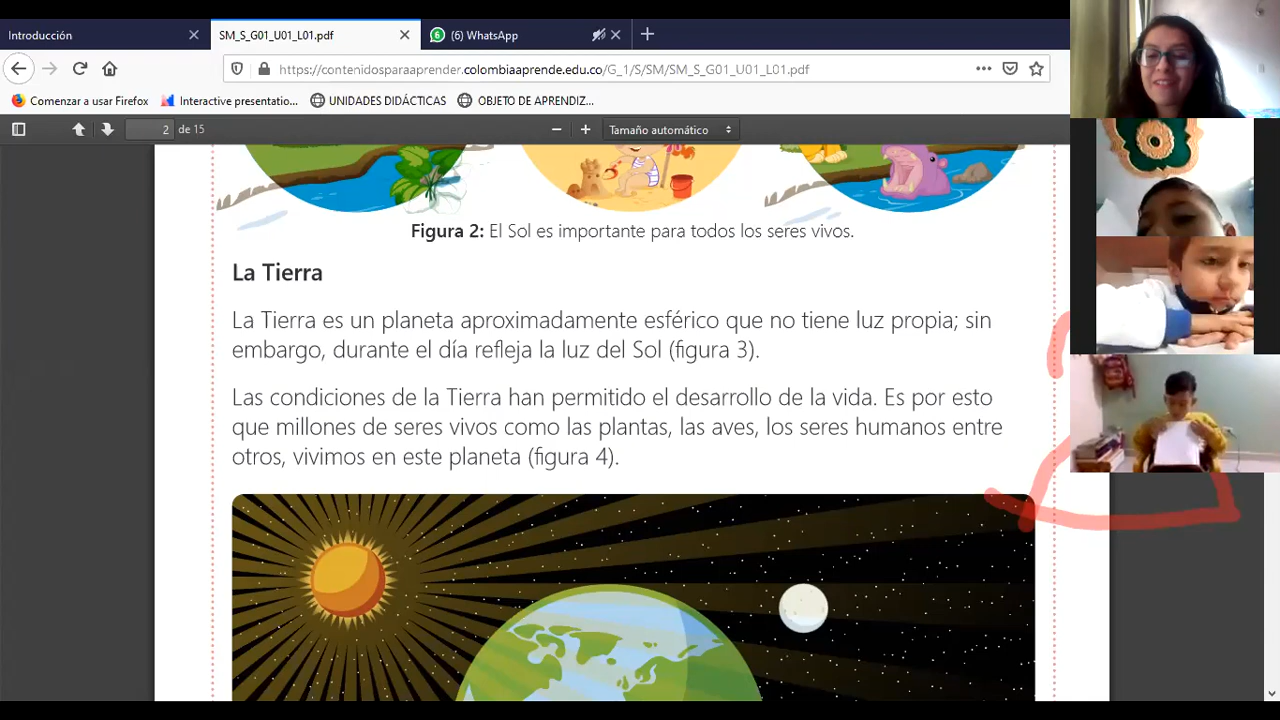 Introducción
SM_S_G01_U01_L01.pdf
6 (6) WhatsApp
https://contenidosparaaprender.colombiaaprende.edu.co/G_1/S/SM/SM_S_G01_U01_L01.pdf
Comenzar a usar Firefox
Interactive presentatio...
UNIDADES DIDÁCTICAS
OBJETO DE APRENDIZ...
2 de 15
Tamaño automático
Figura 2: El Sol es importante para todos los seres vivos.
La Tierra
La Tierra es un planeta aproximadamente esférico que no tiene luz propia; sin
embargo, durante el día refleja la luz del Sol (figura 3).
Las condiciones de la Tierra han permitido el desarrollo de la vida. Es por esto
que millones de seres vivos como las plantas, las aves, los seres humanos entre
otros, vivimos en este planeta (figura 4).